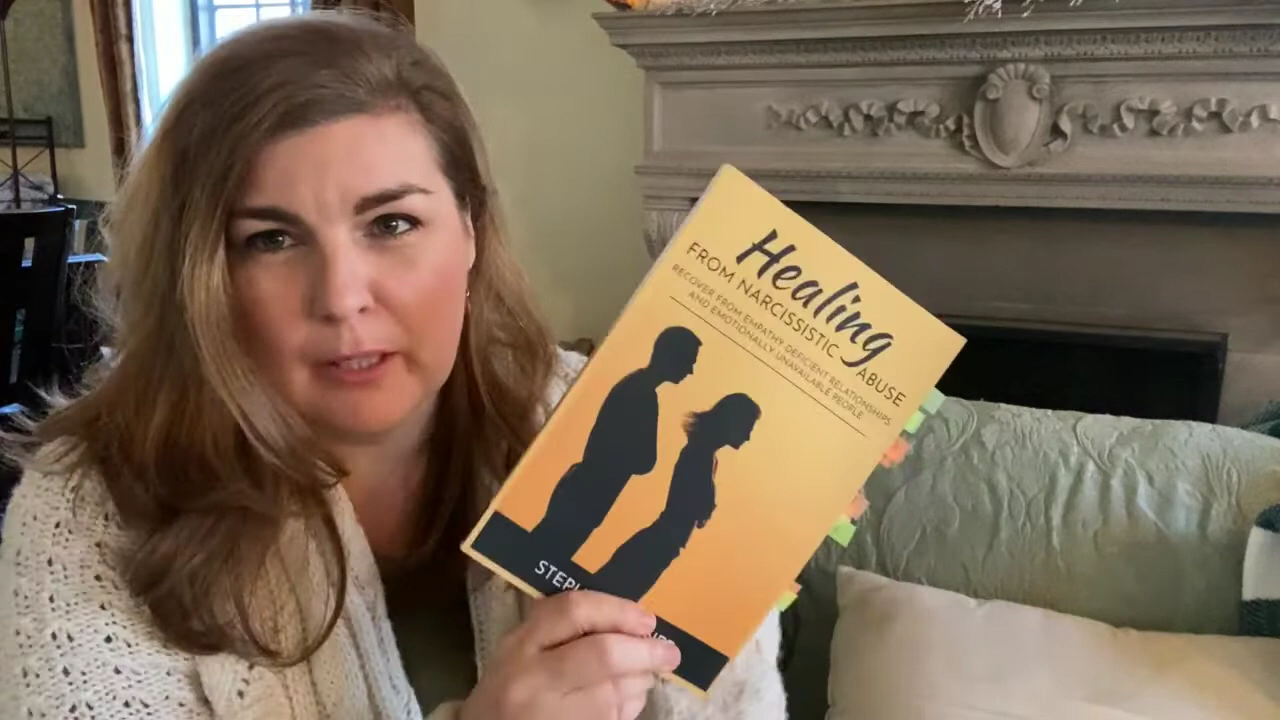 Healing
FROM NARCISSISTIC ABUSE
RECOVER FROM EMPATHY-DEFICIENT RELATIONSHIPS
AND EMOTIONALLY UNAVAILABLE PEOPLE